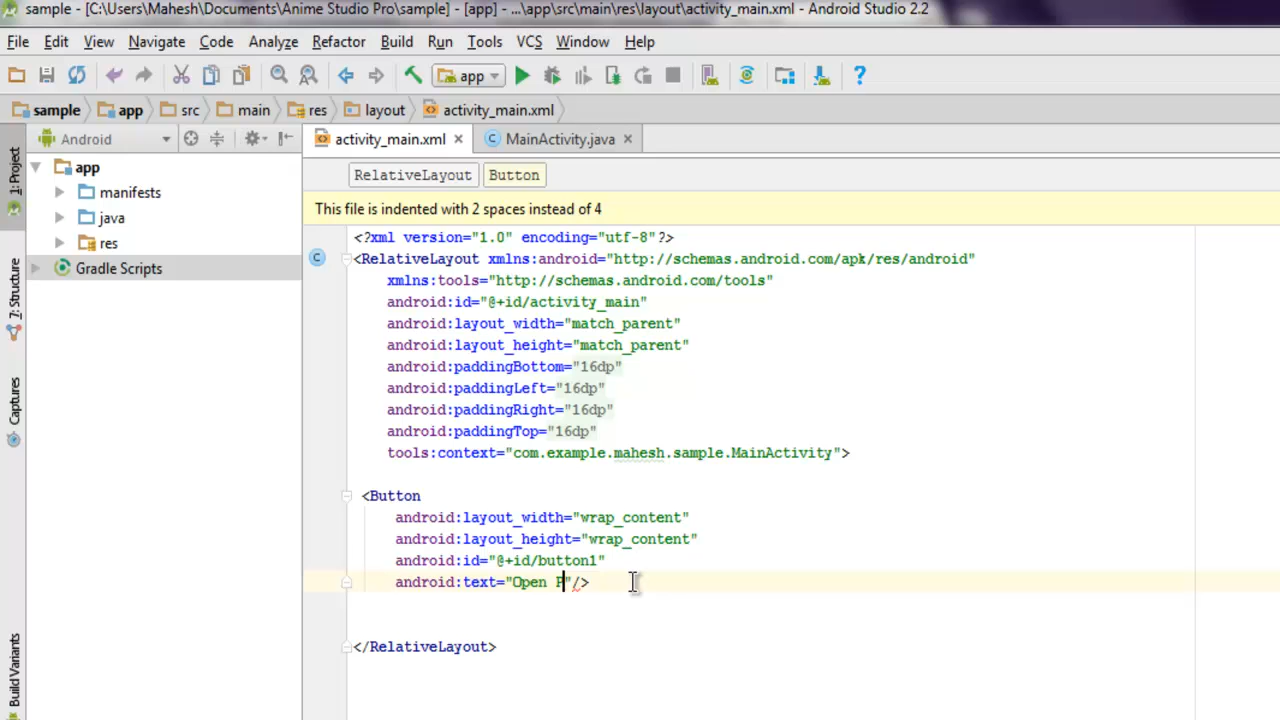 sample - [C:\Users\Mahesh\Documents\Anime Studio Pro\sample] - [app] - ...\app\src\main\res\layout\activity_main.xml - Android Studio 2.2
File Edit View Navigate Code Analyze Refactor Build Run Tools VCS Window Help
app
sample app src main res layout activity_main.xml
Android
activity_main.xml MainActivity.java
1: Project
7: Structure
Captures
Build Variants
app
manifests
java
res
Gradle Scripts
RelativeLayout Button
This file is indented with 2 spaces instead of 4
<?xml version="1.0" encoding="utf-8"?>
<RelativeLayout xmlns:android="http://schemas.android.com/apk/res/android"
xmlns:tools="http://schemas.android.com/tools"
android:id="@+id/activity_main"
android:layout_width="match_parent"
android:layout_height="match_parent"
android:paddingBottom="16dp"
android:paddingLeft="16dp"
android:paddingRight="16dp"
android:paddingTop="16dp"
tools:context="com.example.mahesh.sample.MainActivity">
<Button
android:layout_width="wrap_content"
android:layout_height="wrap_content"
android:id="@+id/button1"
android:text="Open P"/>
</RelativeLayout>